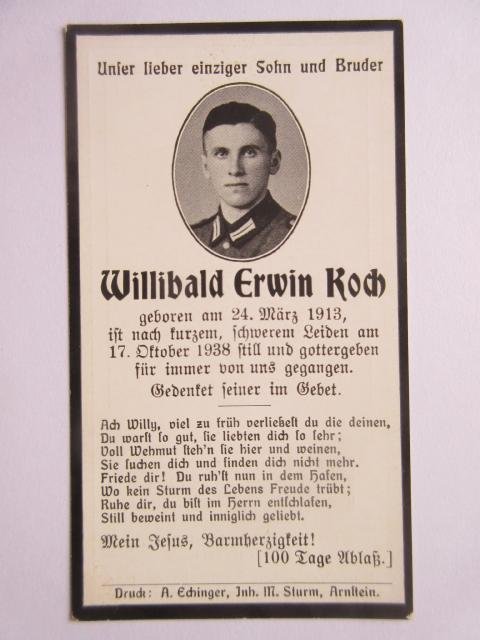 Unser lieber einziger Sohn und Bruder
Willibald Erwin Koch
geboren am 24. März 1913,
ist nach kurzem, schwerem Leiden am
17. Oktober 1938 still und gottergeben
für immer von uns gegangen.
Gedenket seiner im Gebet.
Ach Willy, viel zu früh verließest du die deinen,
Du warst so gut, sie liebten dich so sehr;
Voll Wehmut steh'n sie hier und weinen,
Sie suchen dich und finden dich nicht mehr.
Friede dir! Du ruh'st nun in dem Hafen,
Wo kein Sturm des Lebens Freude trübt;
Ruhe dir, du bist im Herrn entschlafen,
Still beweint und inniglich geliebt.
Mein Jesus, Barmherzigkeit!
[100 Tage Ablaß.]
Druck: A. Echinger, Inh. M. Sturm, Arnstein.